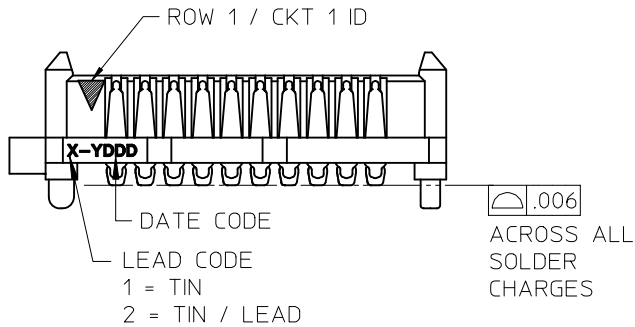 ROW 1 / CKT 1 ID
X-YDDD
DATE CODE
LEAD CODE
1 = TIN
2 = TIN / LEAD
.006
ACROSS ALL
SOLDER
CHARGES